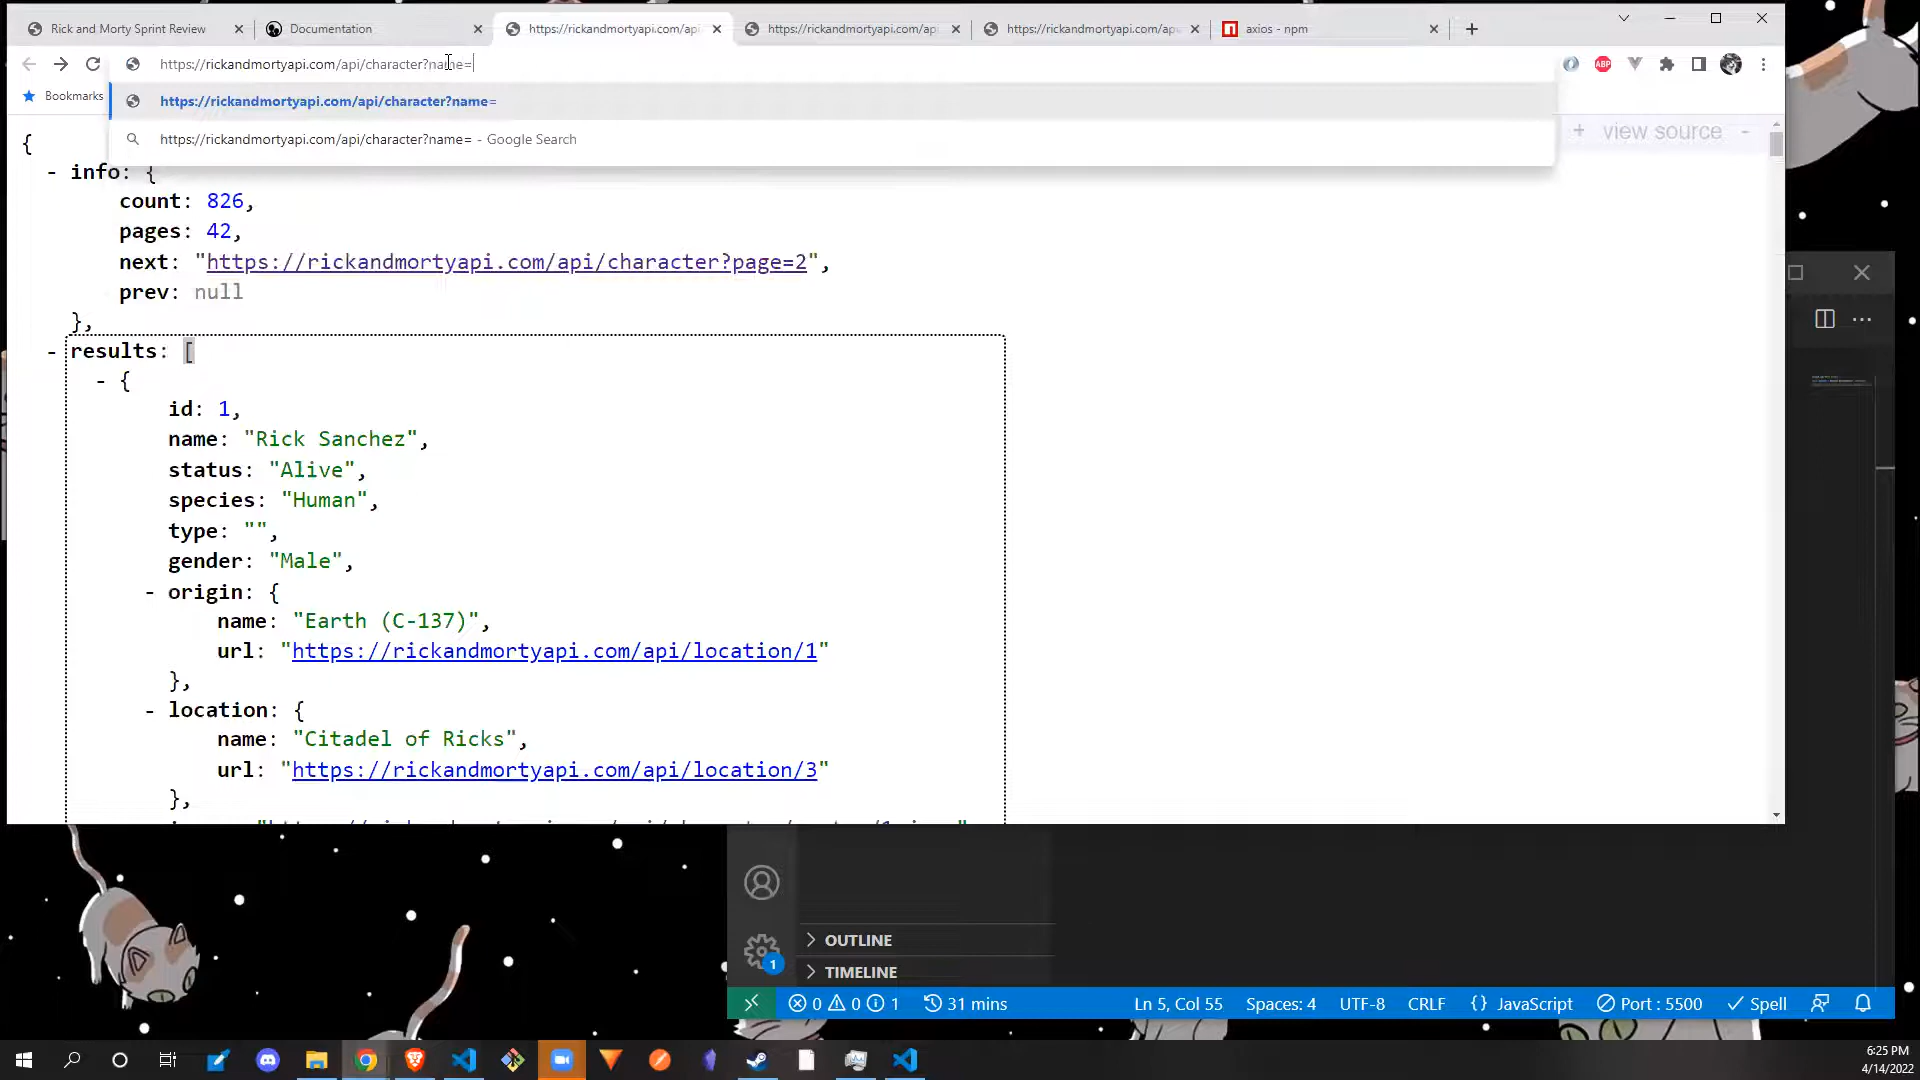 Rick and Morty Sprint Review
Documentation
https://rickandmortyapi.com/api
https://rickandmortyapi.com/api
https://rickandmortyapi.com/ap
axios - npm
https://rickandmortyapi.com/api/character?name=
Bookmarks
https://rickandmortyapi.com/api/character?name=
https://rickandmortyapi.com/api/character?name= - Google Search
+ view source -
{
- info: {
count: 826,
pages: 42,
next: "https://rickandmortyapi.com/api/character?page=2",
prev: null
},
- results: [
- {
id: 1,
name: "Rick Sanchez",
status: "Alive",
species: "Human",
type: "",
gender: "Male",
- origin: {
name: "Earth (C-137)",
url: "https://rickandmortyapi.com/api/location/1"
},
- location: {
name: "Citadel of Ricks",
url: "https://rickandmortyapi.com/api/location/3"
},
OUTLINE
TIMELINE
1
0 0 1 31 mins Ln 5, Col 55 Spaces: 4 UTF-8 CRLF {} JavaScript Port : 5500 Spell
6:25 PM
4/14/2022